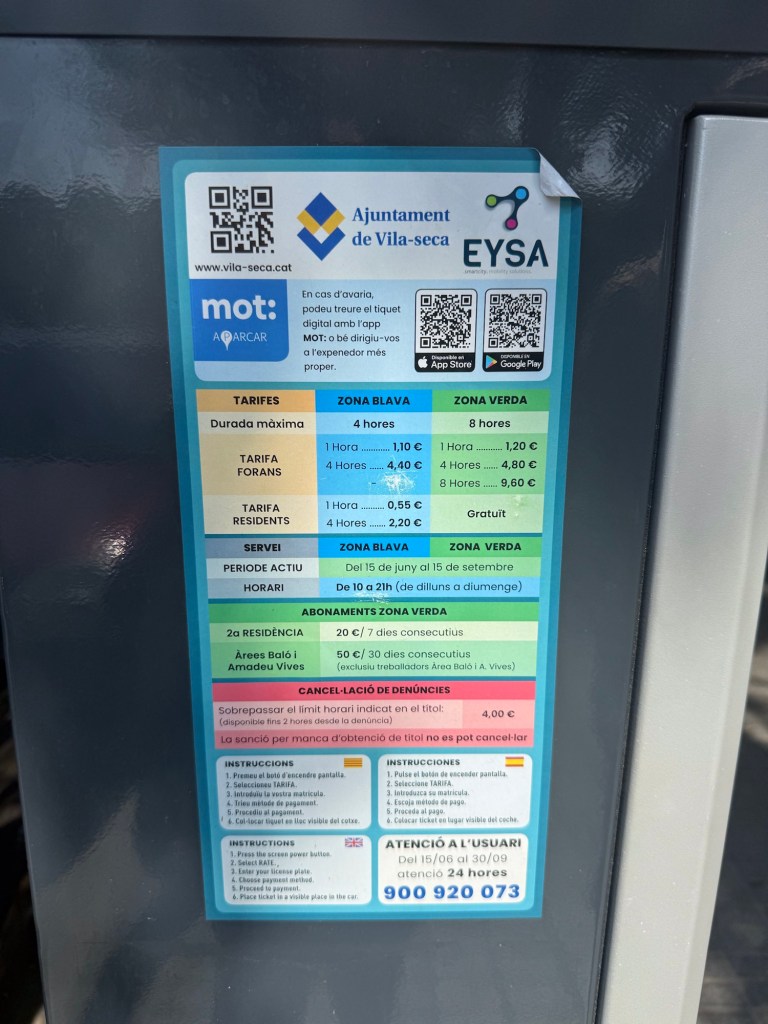 www.vila-seca.cat
Ajuntament
de Vila-seca
EYSA
mot:
APARCAR
En cas d'avaria,
podeu treure el tiquet
digital amb l'app
MOT: o bé dirigiu-vos
a l'expenedor més
proper.
Disponible en
App Store
DISPONIBLE EN
Google Play
TARIFES ZONA BLAVA ZONA VERDA
Durada màxima 4 hores 8 hores
TARIFA
FORANS
1 Hora ............ 1,10 €
4 Hores ...... 4,40 €
-
1 Hora ........... 1,20 €
4 Hores ...... 4,80 €
8 Hores ...... 9,60 €
TARIFA
RESIDENTS
1 Hora .......... 0,55 €
4 Hores ....... 2,20 €
Gratuït
SERVEI ZONA BLAVA ZONA VERDA
PERIODE ACTIU Del 15 de juny al 15 de setembre
HORARI De 10 a 21h (de dilluns a diumenge)
ABONAMENTS ZONA VERDA
2a RESIDÈNCIA 20 €/ 7 dies consecutius
Àrees Baló i
Amadeu Vives
50 €/ 30 dies consecutius
(exclusiu treballadors Àrea Baló i A. Vives)
CANCEL·LACIÓ DE DENÚNCIES
Sobrepassar el límit horari indicat en el títol:
(disponible fins 2 hores desde la denúncia)
4,00 €
La sanció per manca d'obtenció de títol no es pot cancel·lar
INSTRUCCIONS
1. Premeu el botó d'encendre pantalla.
2. Seleccioneu TARIFA.
3. Introduïu la vostra matrícula.
4. Trieu mètode de pagament.
5. Procediu al pagament.
6. Col·locar tiquet en lloc visible del cotxe.
INSTRUCCIONES
1. Pulse el botón de encender pantalla.
2. Seleccione TARIFA.
3. Introduzca su matrícula.
4. Escoja método de pago.
5. Proceda al pago.
6. Colocar ticket en lugar visible del coche.
INSTRUCTIONS
1. Press the screen power button.
2. Select RATE.
3. Enter your license plate.
4. Choose payment method.
5. Proceed to payment.
6. Place ticket in a visible place in the car.
ATENCIÓ A L'USUARI
Del 15/06 al 30/09
atenció 24 hores
900 920 073